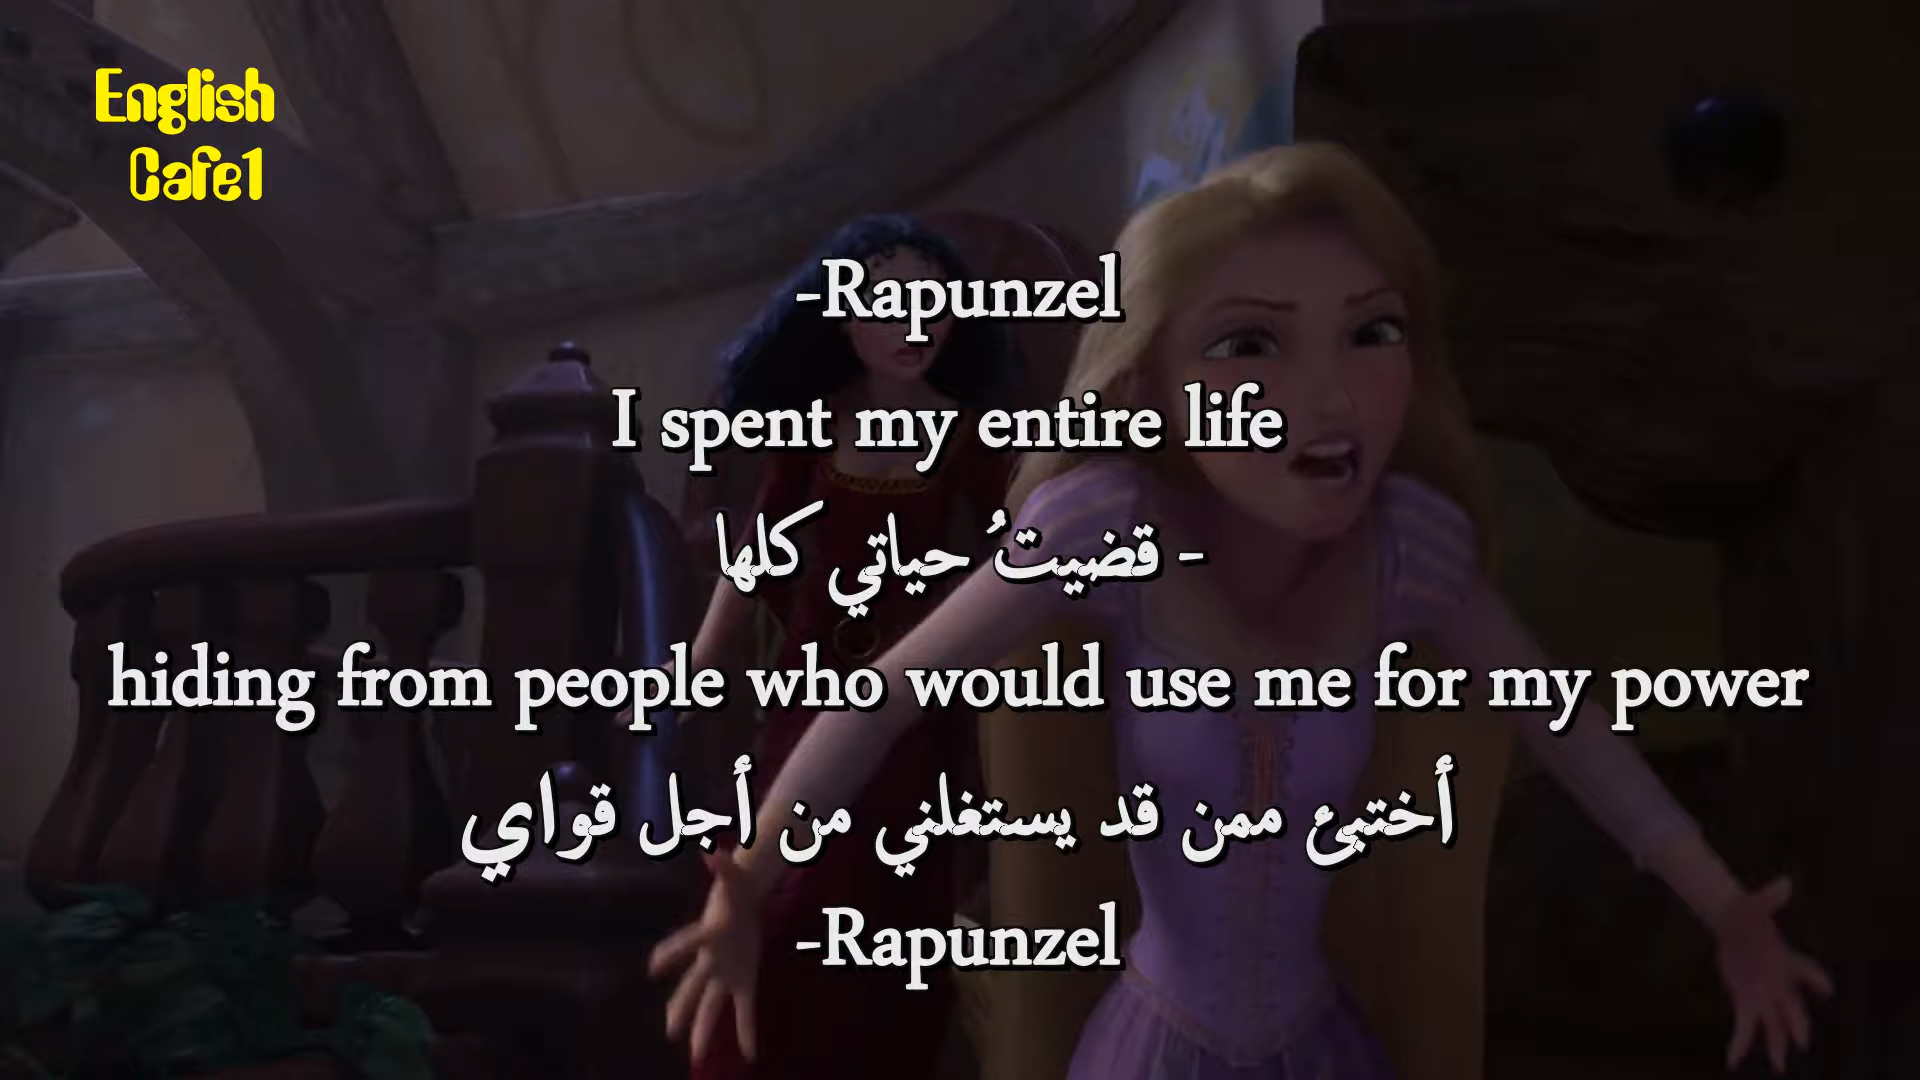 English
Cafe1
-Rapunzel
I spent my entire life
- قضيتُ حياتي كلها
hiding from people who would use me for my power
أختبئ ممن قد يستغلني من أجل قواي
-Rapunzel